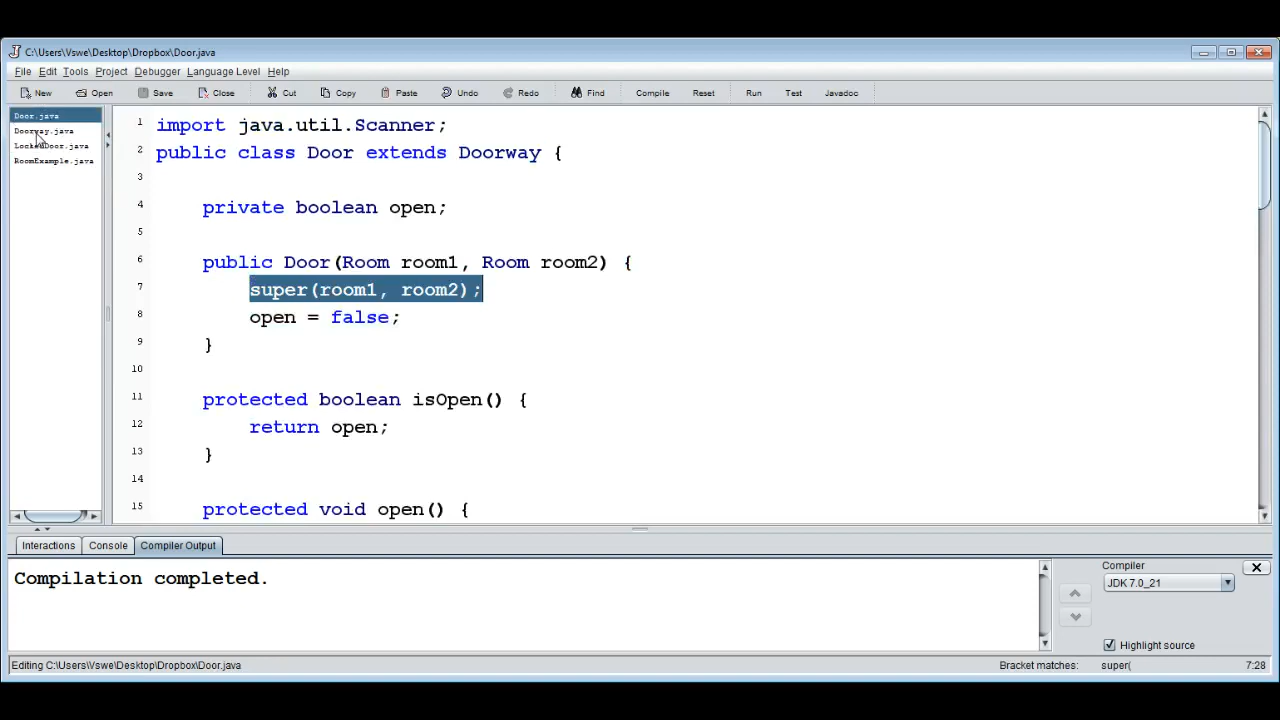 C:\Users\Vswe\Desktop\Dropbox\Door.java
File Edit Tools Project Debugger Language Level Help
New Open Save Close Cut Copy Paste Undo Redo Find Compile Reset Run Test Javadoc
Door.java
Doorway.java
LockedDoor.java
RoomExample.java
1 import java.util.Scanner;
2 public class Door extends Doorway {
3
4 private boolean open;
5
6 public Door(Room room1, Room room2) {
7 super(room1, room2);
8 open = false;
9 }
10
11 protected boolean isOpen() {
12 return open;
13 }
14
15 protected void open() {
Interactions Console Compiler Output
Compilation completed.
Compiler
JDK 7.0_21
Highlight source
Editing C:\Users\Vswe\Desktop\Dropbox\Door.java Bracket matches: super( 7:28